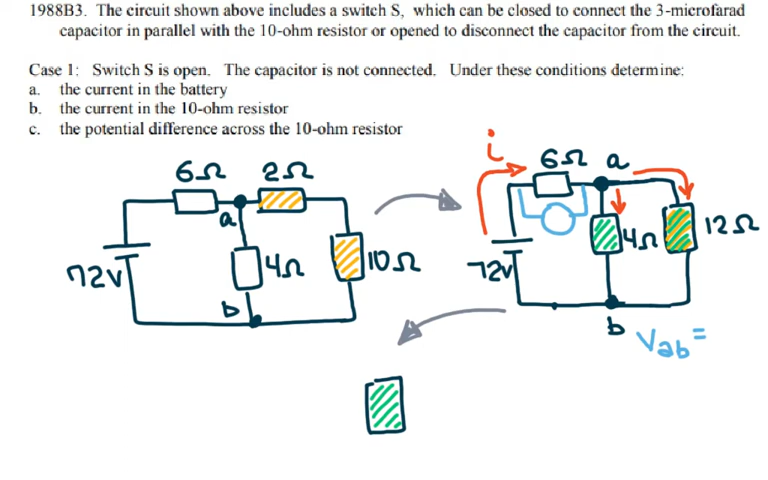 1988B3. The circuit shown above includes a switch S, which can be closed to connect the 3-microfarad
capacitor in parallel with the 10-ohm resistor or opened to disconnect the capacitor from the circuit.
Case 1: Switch S is open. The capacitor is not connected. Under these conditions determine:
a. the current in the battery
b. the current in the 10-ohm resistor
c. the potential difference across the 10-ohm resistor
6Ω 2Ω
a
72V
4Ω
10Ω
b
i
6Ω a
72V
4Ω
12Ω
b
Vab =